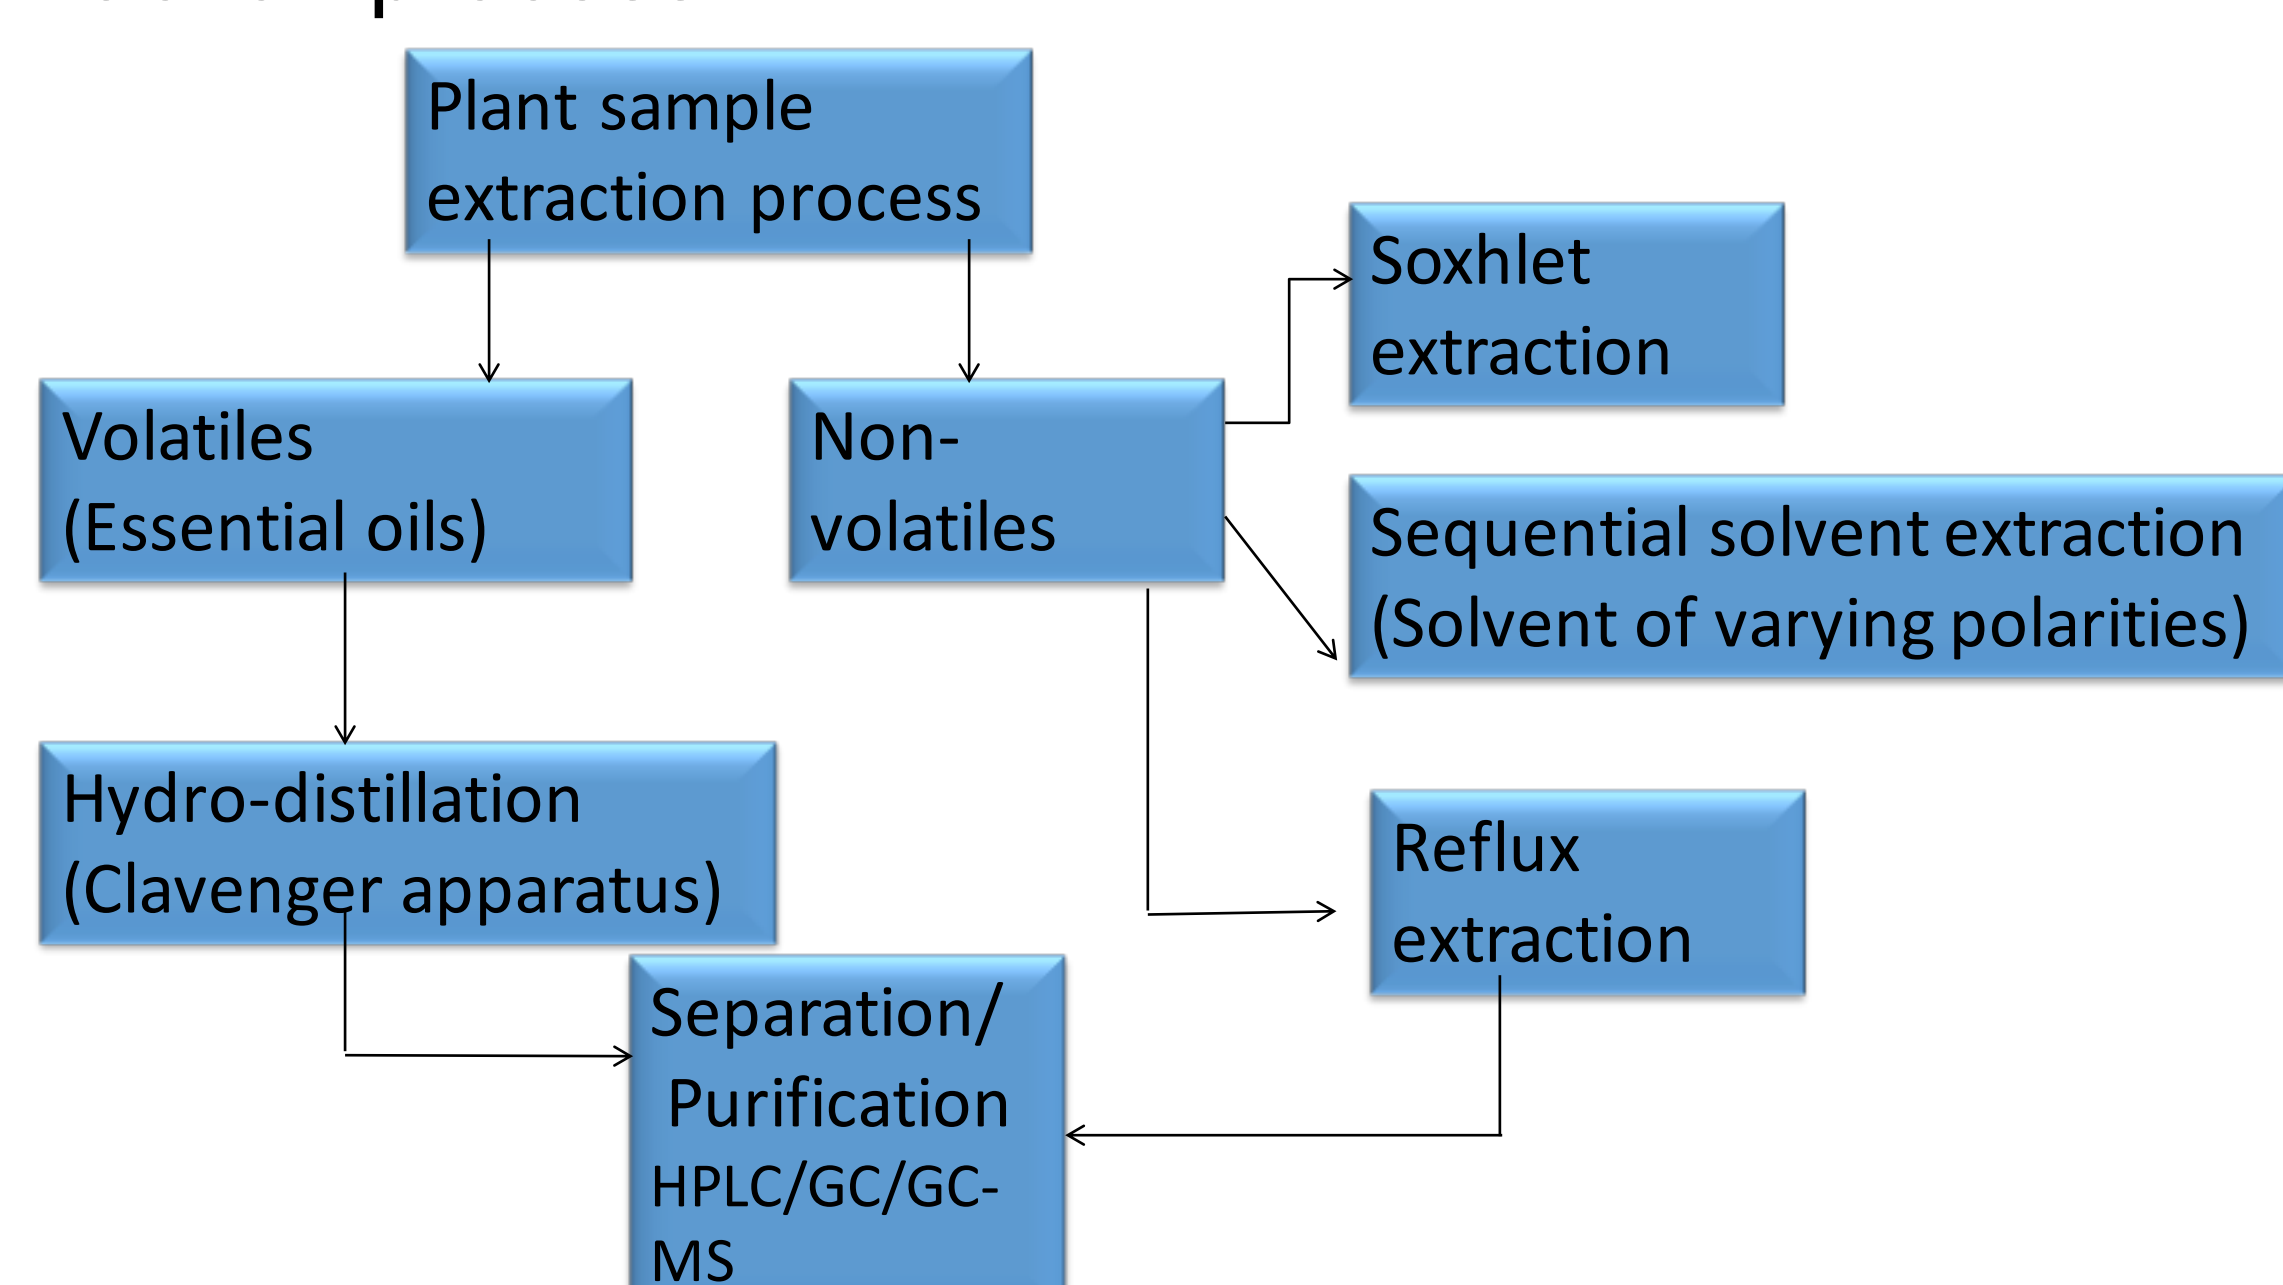 Plant sample
extraction process
Soxhlet
extraction
Volatiles
(Essential oils)
Non-
volatiles
Sequential solvent extraction
(Solvent of varying polarities)
Hydro-distillation
(Clavenger apparatus)
Reflux
extraction
Separation/
Purification
HPLC/GC/GC-
MS